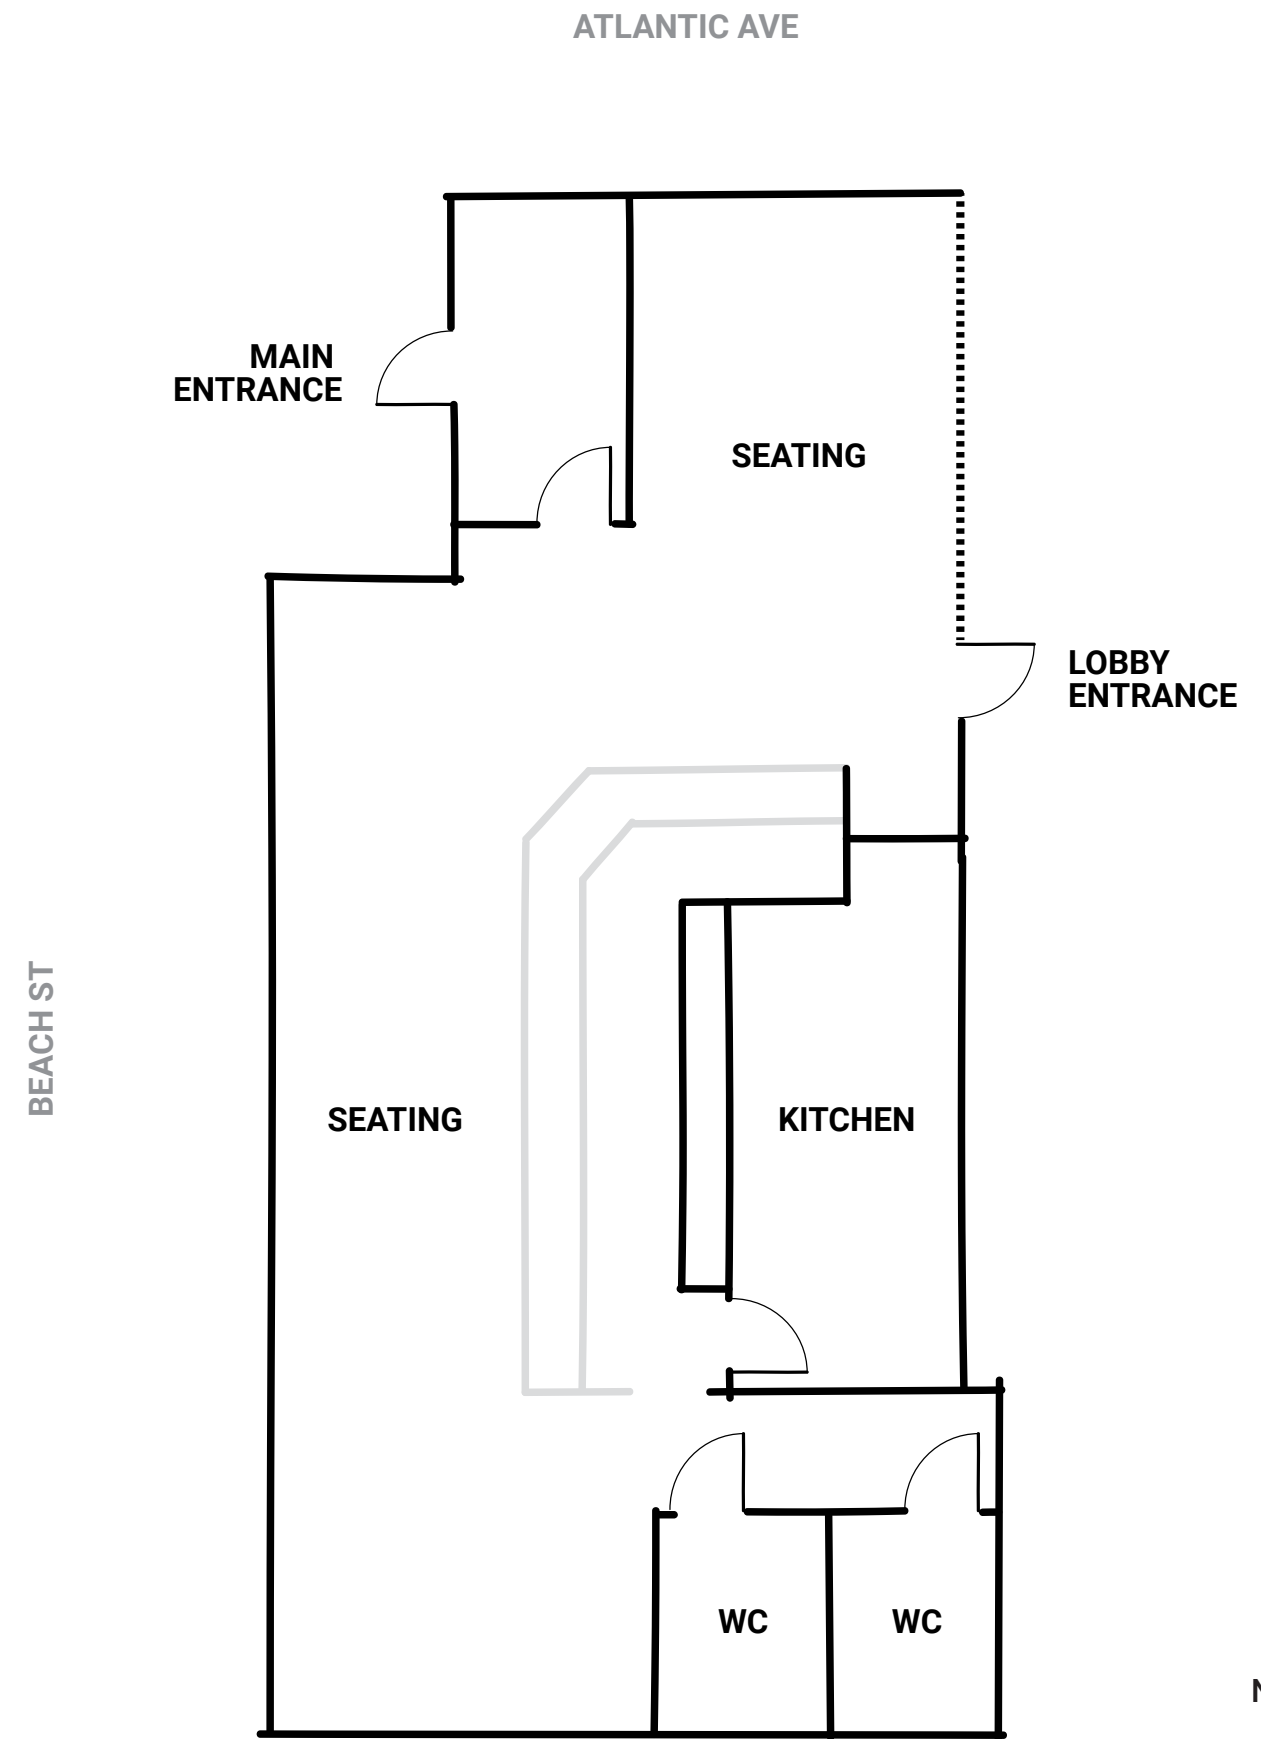 ATLANTIC AVE
MAIN
ENTRANCE
SEATING
LOBBY
ENTRANCE
BEACH ST
SEATING
KITCHEN
WC
WC
N